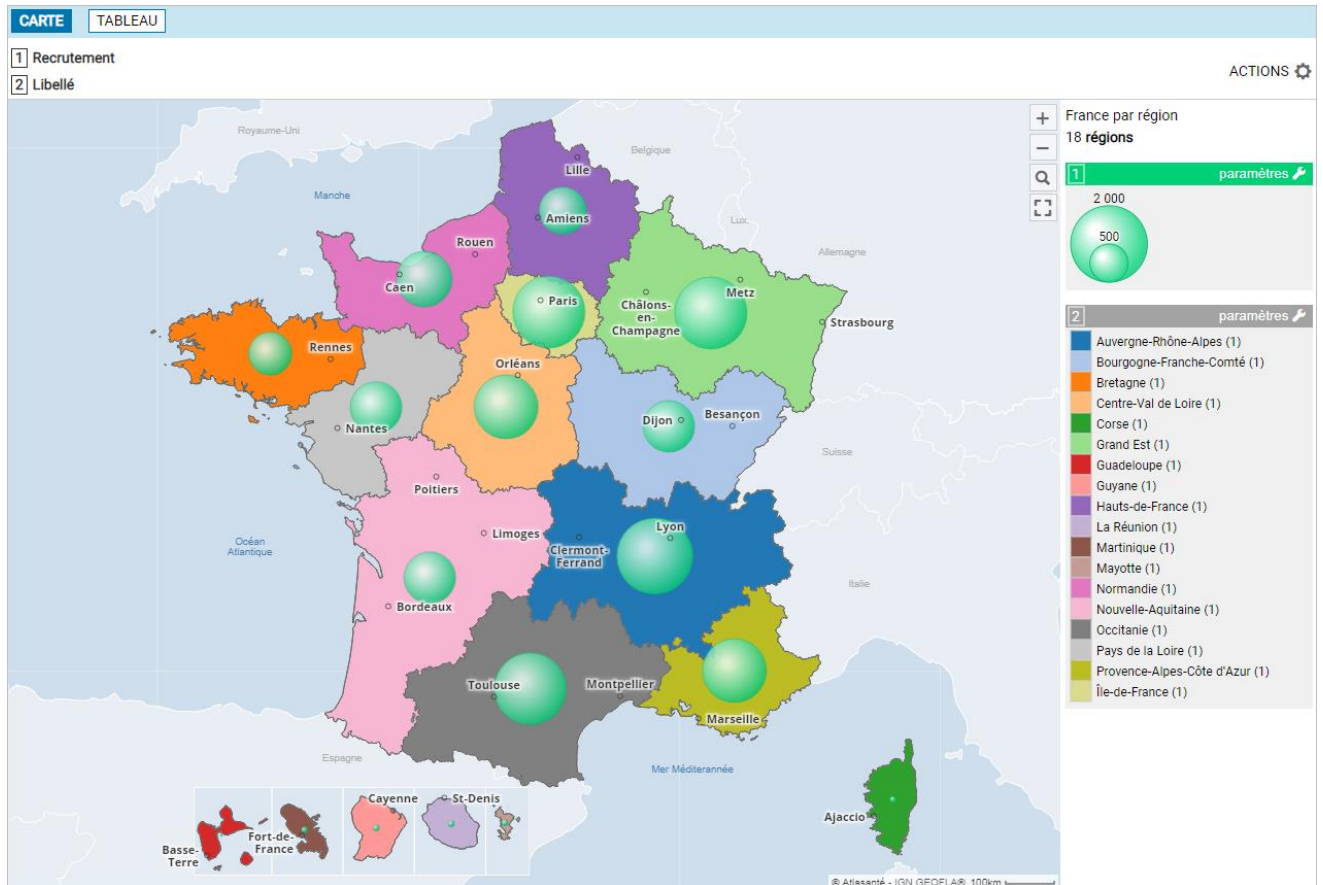 CARTE
TABLEAU
1 Recrutement
2 Libellé
ACTIONS
France par région
18 régions
1 paramètres
2 000
500
2 paramètres
Auvergne-Rhône-Alpes (1)
Bourgogne-Franche-Comté (1)
Bretagne (1)
Centre-Val de Loire (1)
Corse (1)
Grand Est (1)
Guadeloupe (1)
Guyane (1)
Hauts-de-France (1)
La Réunion (1)
Martinique (1)
Mayotte (1)
Normandie (1)
Nouvelle-Aquitaine (1)
Occitanie (1)
Pays de la Loire (1)
Provence-Alpes-Côte d'Azur (1)
Île-de-France (1)
Royaume-Uni
Belgique
Lille
Manche
Amiens
Lux.
Rouen
Allemagne
Caen
Paris
Metz
Châlons-
en-
Champagne
Strasbourg
Rennes
Orléans
Nantes
Dijon
Besançon
Suisse
Poitiers
Limoges
Lyon
Océan
Atlantique
Clermont-
Ferrand
Italie
Bordeaux
Toulouse
Montpellier
Marseille
Espagne
Mer Méditerannée
Ajaccio
Basse-
Terre
Fort-de-
France
Cayenne
St-Denis
© Atlasanté - IGN GEOFLA®
100km